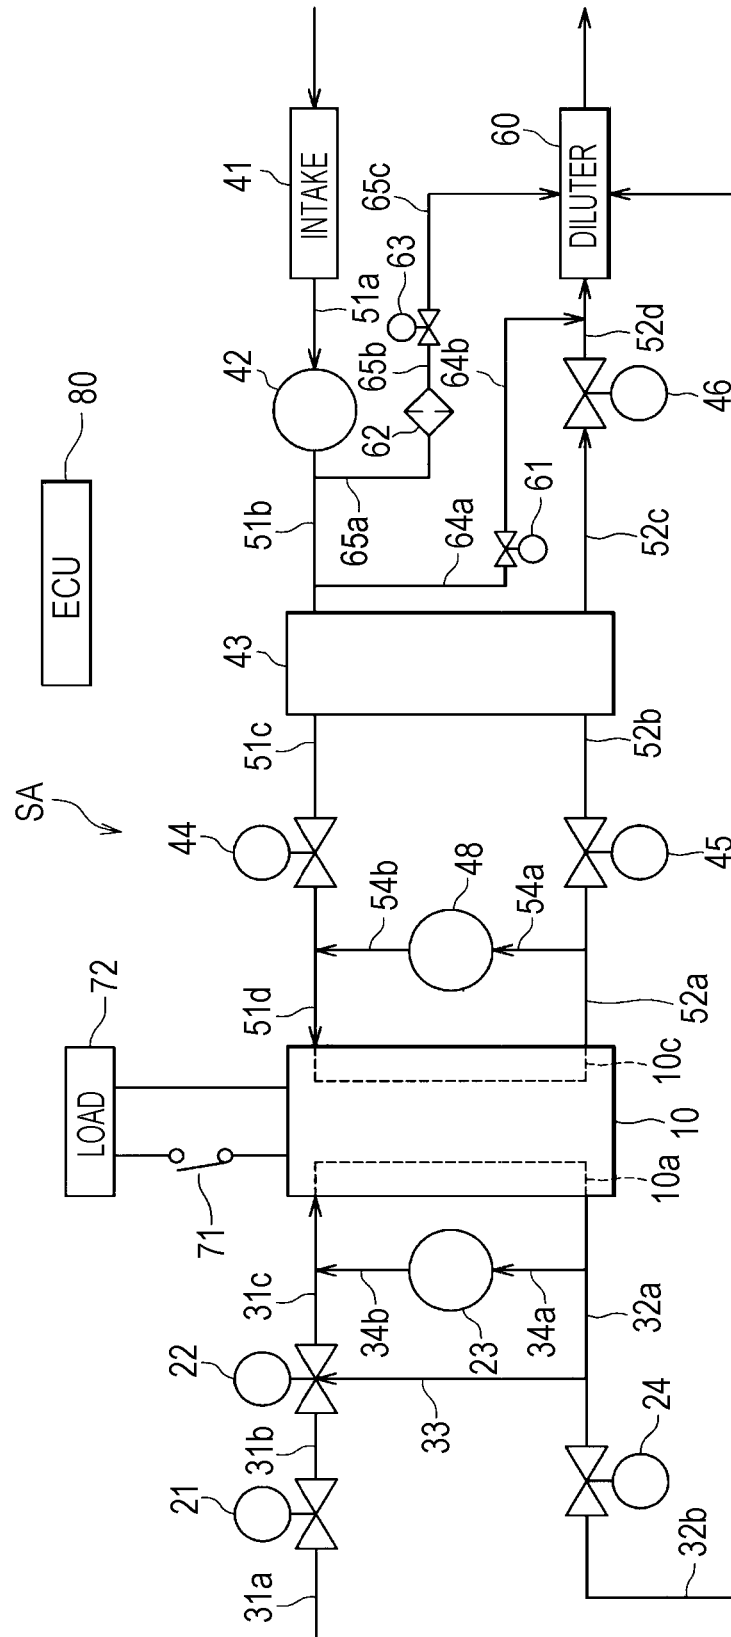 SA
ECU
80
INTAKE
41
51a
42
51b
65a
62
65b
63
65c
DILUTER
60
64a
61
64b
52d
46
52c
43
51c
52b
44
45
51d
54b
48
54a
52a
LOAD
72
71
10a
10
10c
31c
34b
23
34a
32a
22
33
31b
21
31a
24
32b